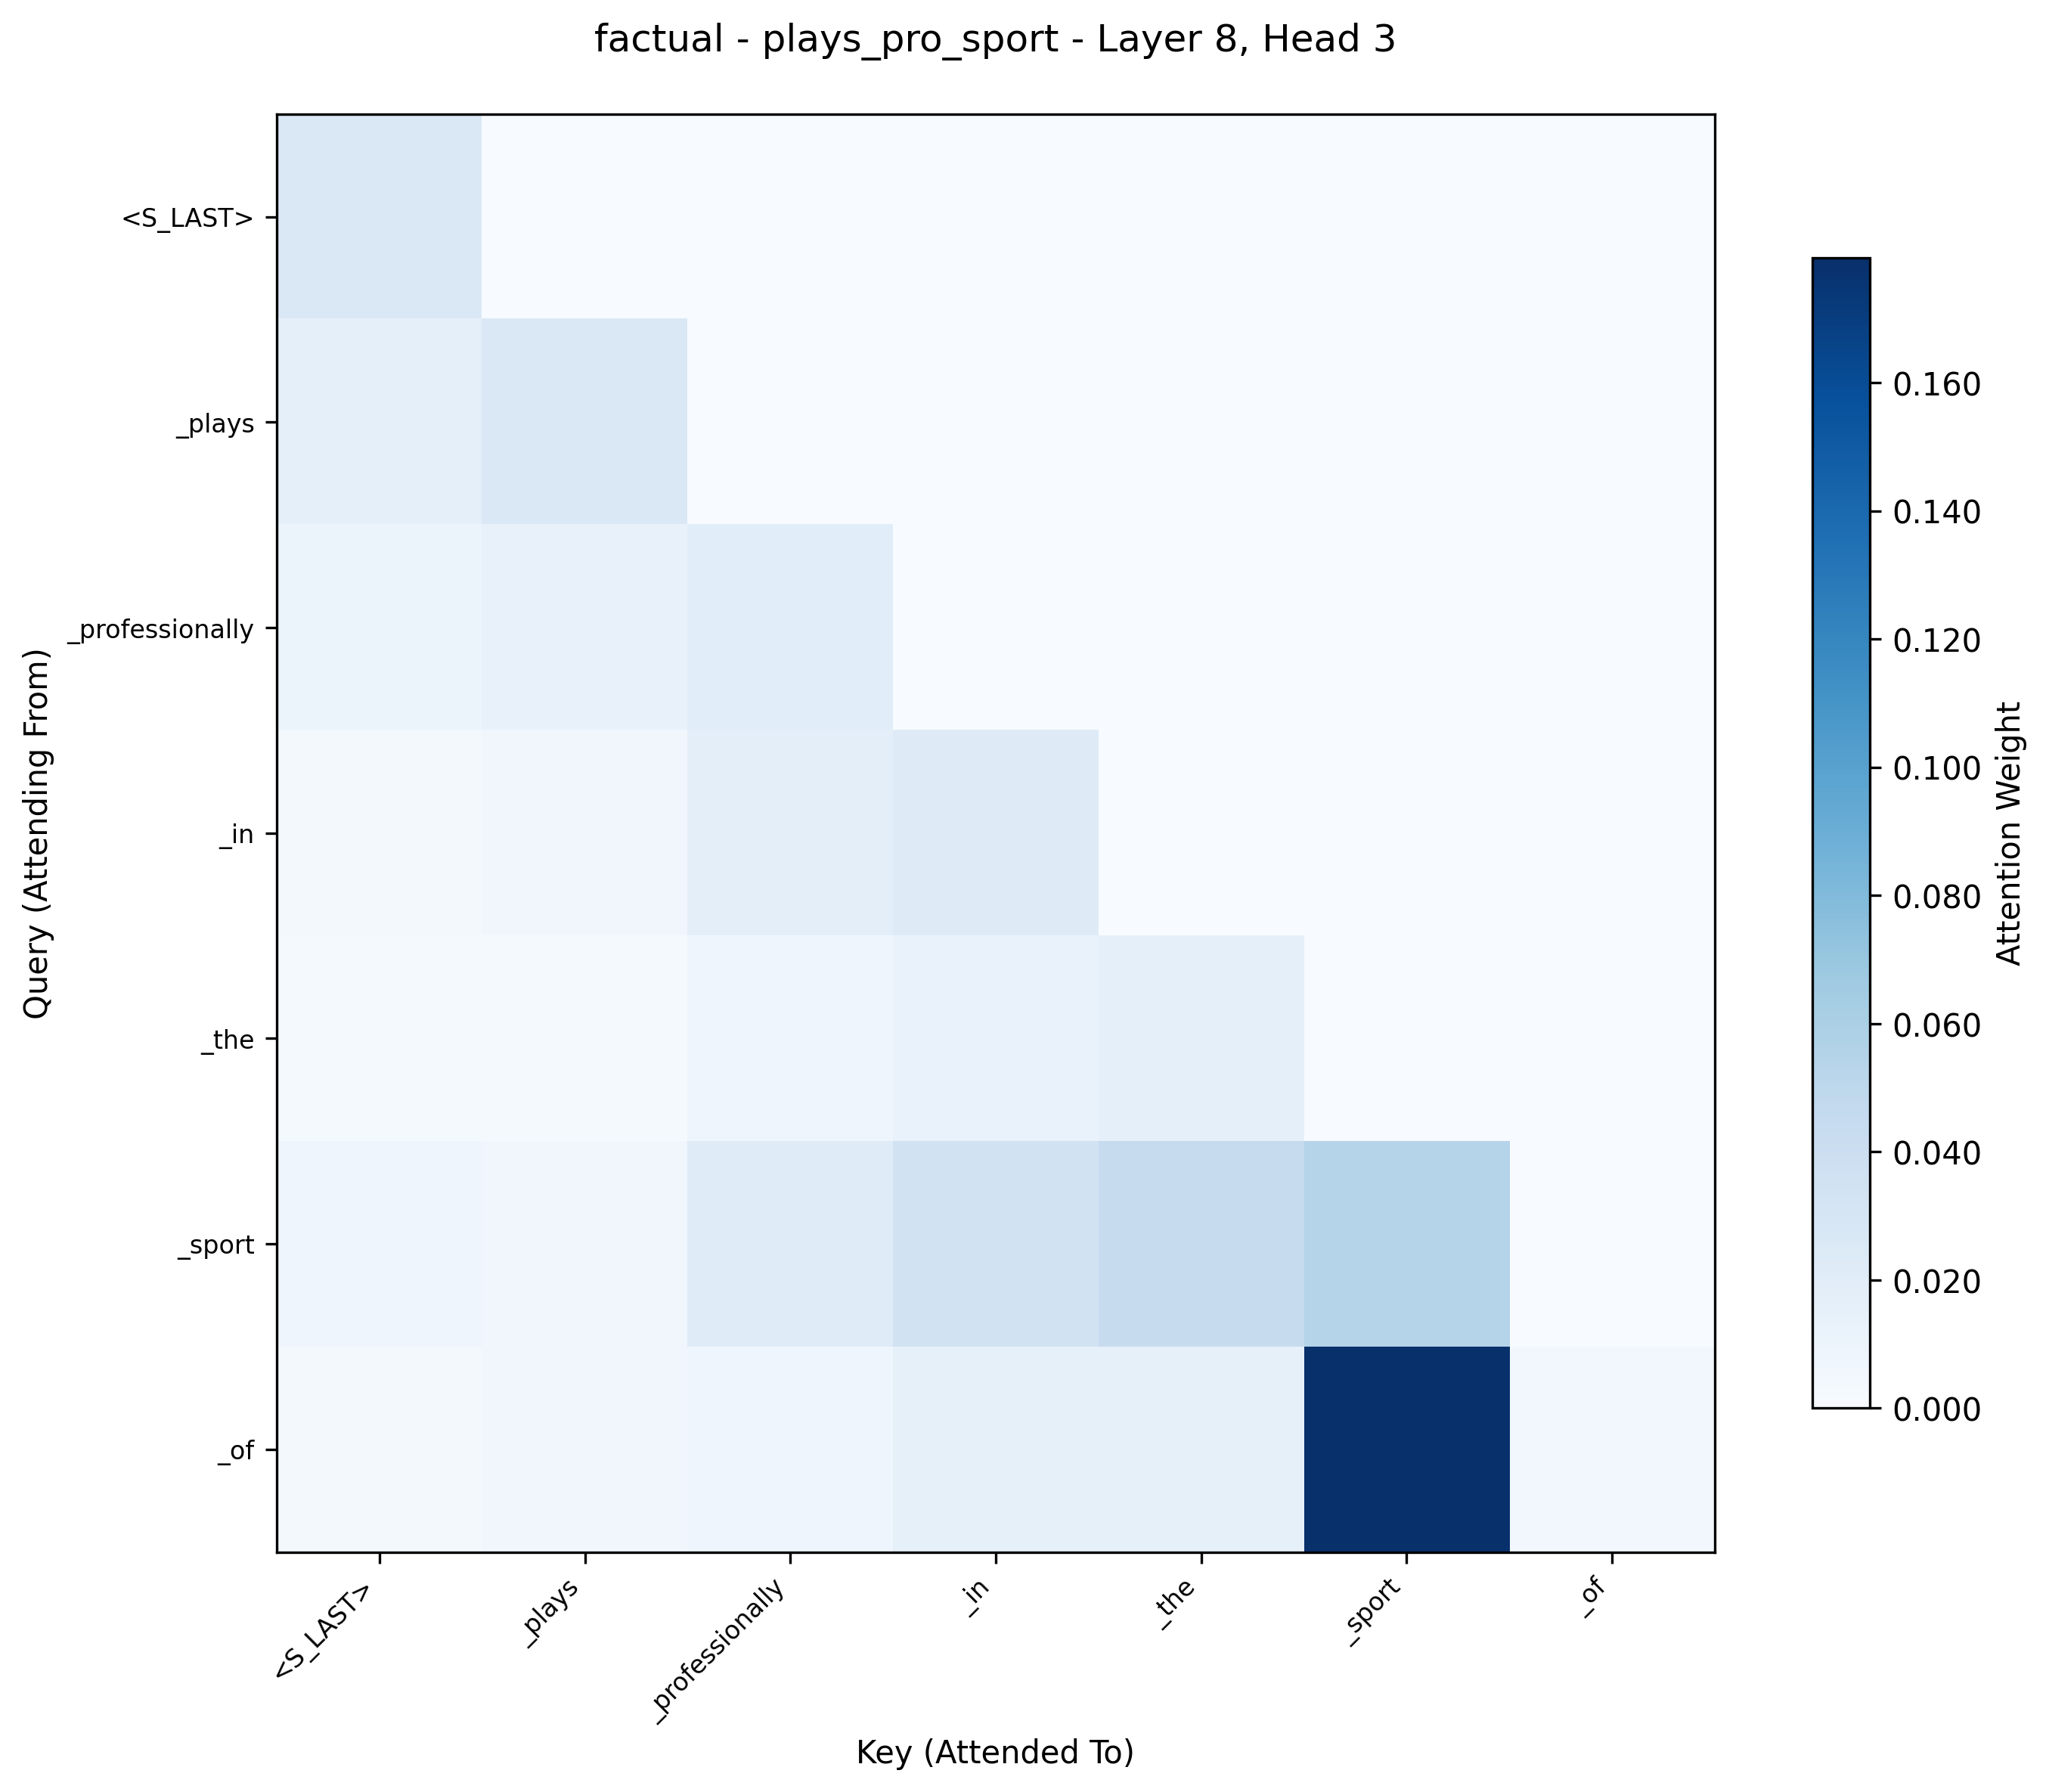 factual - plays_pro_sport - Layer 8, Head 3
Query (Attending From)
<S_LAST>
_plays
_professionally
_in
_the
_sport
_of
<S_LAST>
_plays
_professionally
_in
_the
_sport
_of
Key (Attended To)
0.160
0.140
0.120
0.100
0.080
0.060
0.040
0.020
0.000
Attention Weight